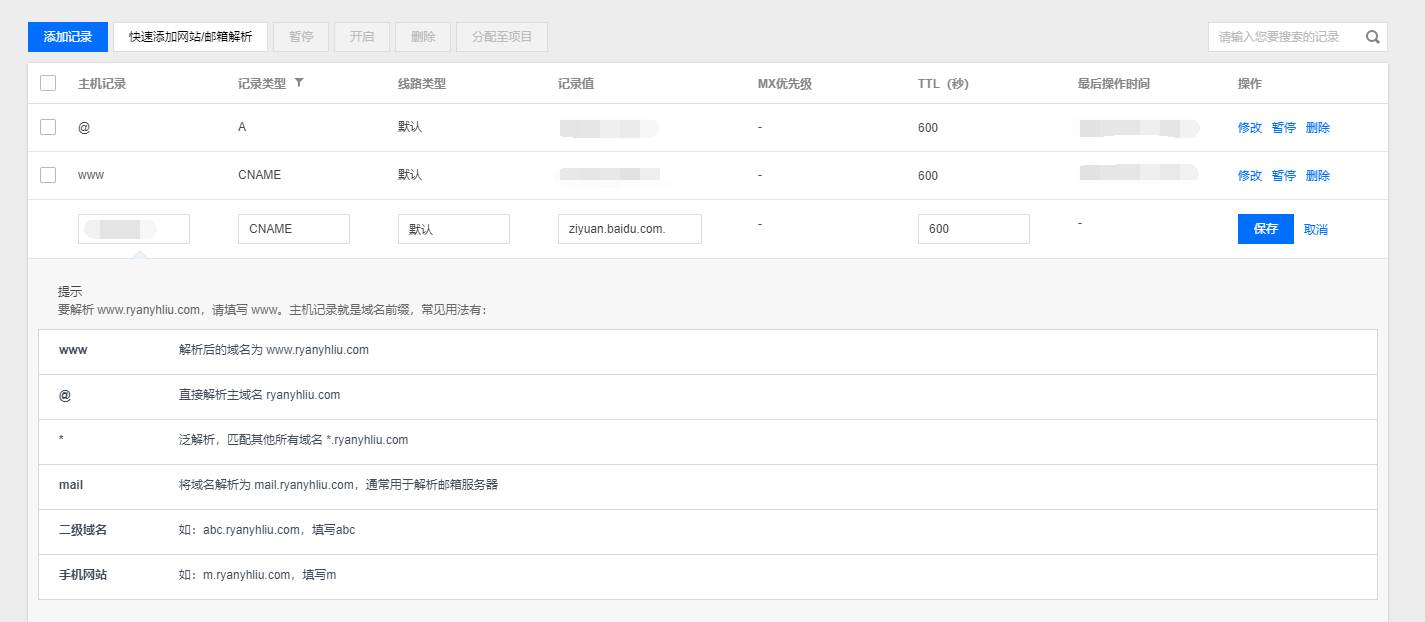 添加记录 快速添加网站/邮箱解析 暂停 开启 删除 分配至项目 请输入您要搜索的记录
主机记录 记录类型 线路类型 记录值 MX优先级 TTL（秒） 最后操作时间 操作
@ A 默认 - 600 修改 暂停 删除
www CNAME 默认 - 600 修改 暂停 删除
CNAME 默认 ziyuan.baidu.com. - 600 - 保存 取消
提示
要解析 www.ryanyhliu.com，请填写 www。主机记录就是域名前缀，常见用法有：
www 解析后的域名为 www.ryanyhliu.com
@ 直接解析主域名 ryanyhliu.com
* 泛解析，匹配其他所有域名 *.ryanyhliu.com
mail 将域名解析为 mail.ryanyhliu.com，通常用于解析邮箱服务器
二级域名 如：abc.ryanyhliu.com，填写abc
手机网站 如：m.ryanyhliu.com，填写m